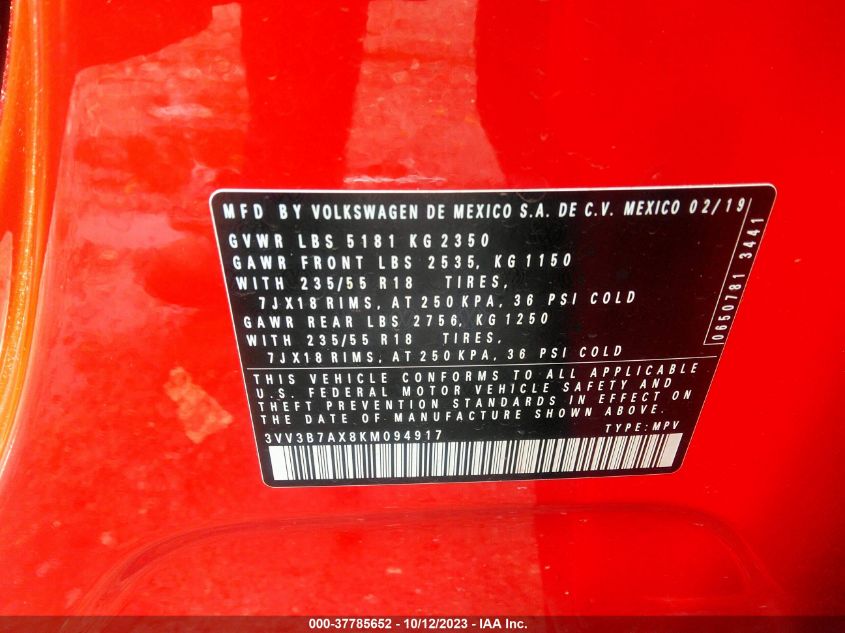 MFD BY VOLKSWAGEN DE MEXICO S.A. DE C.V. MEXICO 02/19
GVWR LBS 5181 KG 2350
GAWR FRONT LBS 2535, KG 1150
WITH 235/55 R18 TIRES,
7JX18 RIMS, AT 250 KPA, 36 PSI COLD
GAWR REAR LBS 2756, KG 1250
WITH 235/55 R18 TIRES,
7JX18 RIMS, AT 250 KPA, 36 PSI COLD
0650781 3441
THIS VEHICLE CONFORMS TO ALL APPLICABLE
U.S. FEDERAL MOTOR VEHICLE SAFETY AND
THEFT PREVENTION STANDARDS IN EFFECT ON
THE DATE OF MANUFACTURE SHOWN ABOVE.
3VV3B7AX8KM094917 TYPE: MPV
000-37785652 - 10/12/2023 - IAA Inc.